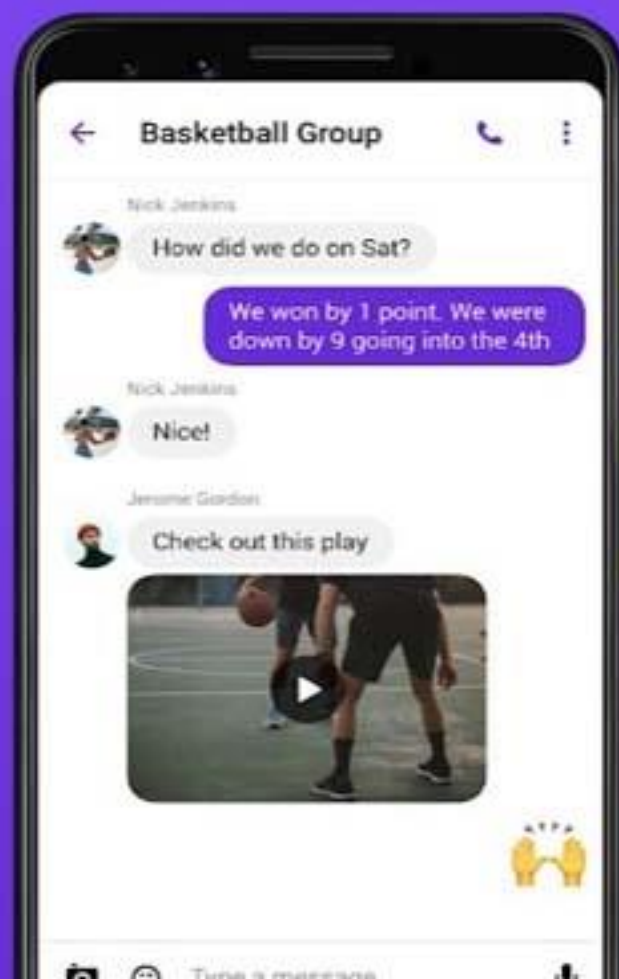 Basketball Group
Nick Jenkins
How did we do on Sat?
We won by 1 point. We were
down by 9 going into the 4th
Nick Jenkins
Nice!
Jerome Gordon
Check out this play
Type a message